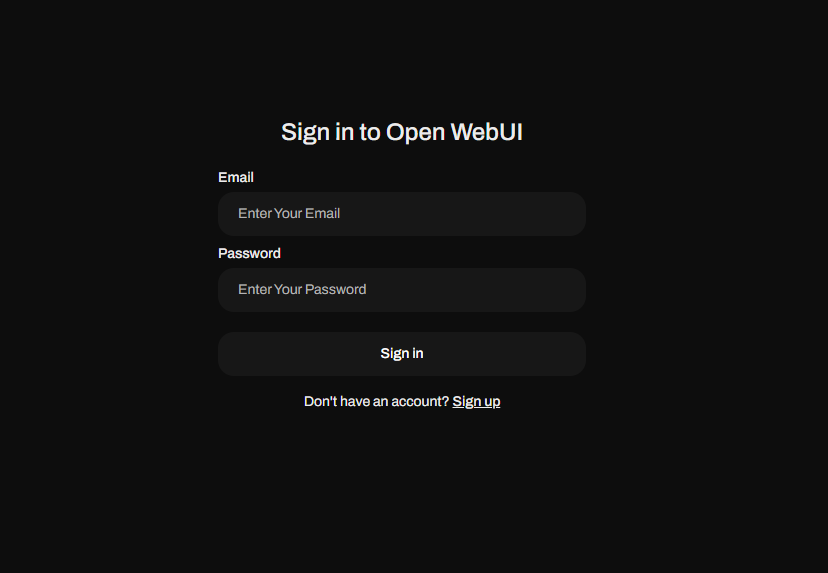 Sign in to Open WebUI
Email
Enter Your Email
Password
Enter Your Password
Sign in
Don't have an account? Sign up